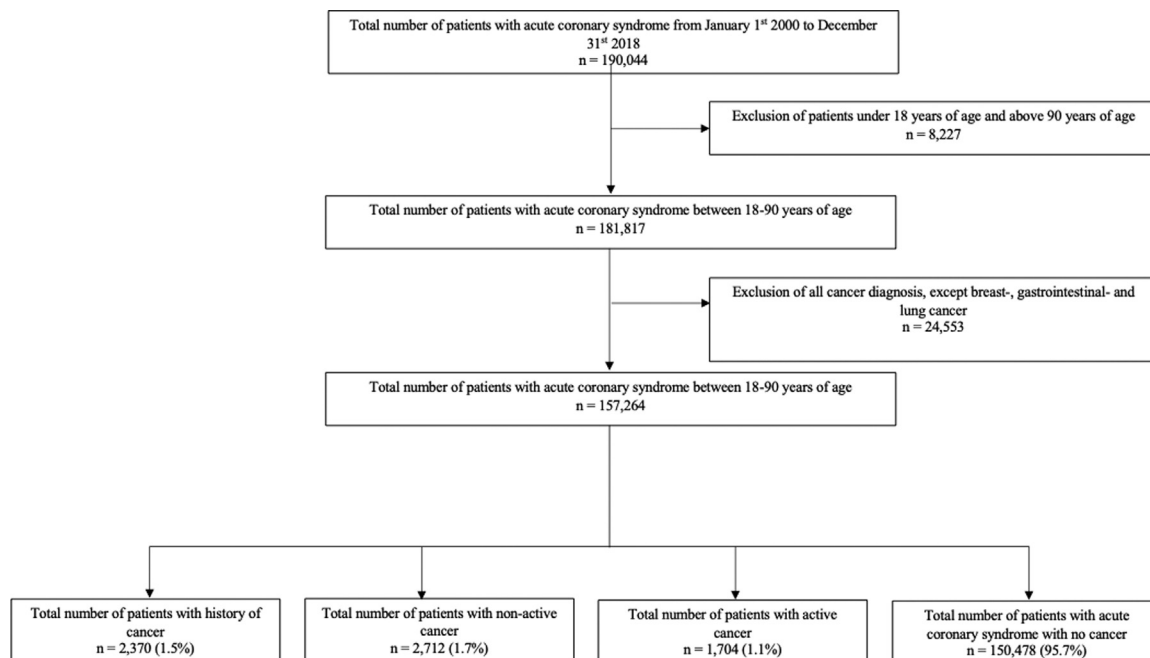 Total number of patients with acute coronary syndrome from January 1st 2000 to December
31st 2018
n = 190,044
Exclusion of patients under 18 years of age and above 90 years of age
n = 8,227
Total number of patients with acute coronary syndrome between 18-90 years of age
n = 181,817
Exclusion of all cancer diagnosis, except breast-, gastrointestinal- and
lung cancer
n = 24,553
Total number of patients with acute coronary syndrome between 18-90 years of age
n = 157,264
Total number of patients with history of
cancer
n = 2,370 (1.5%)
Total number of patients with non-active
cancer
n = 2,712 (1.7%)
Total number of patients with active
cancer
n = 1,704 (1.1%)
Total number of patients with acute
coronary syndrome with no cancer
n = 150,478 (95.7%)